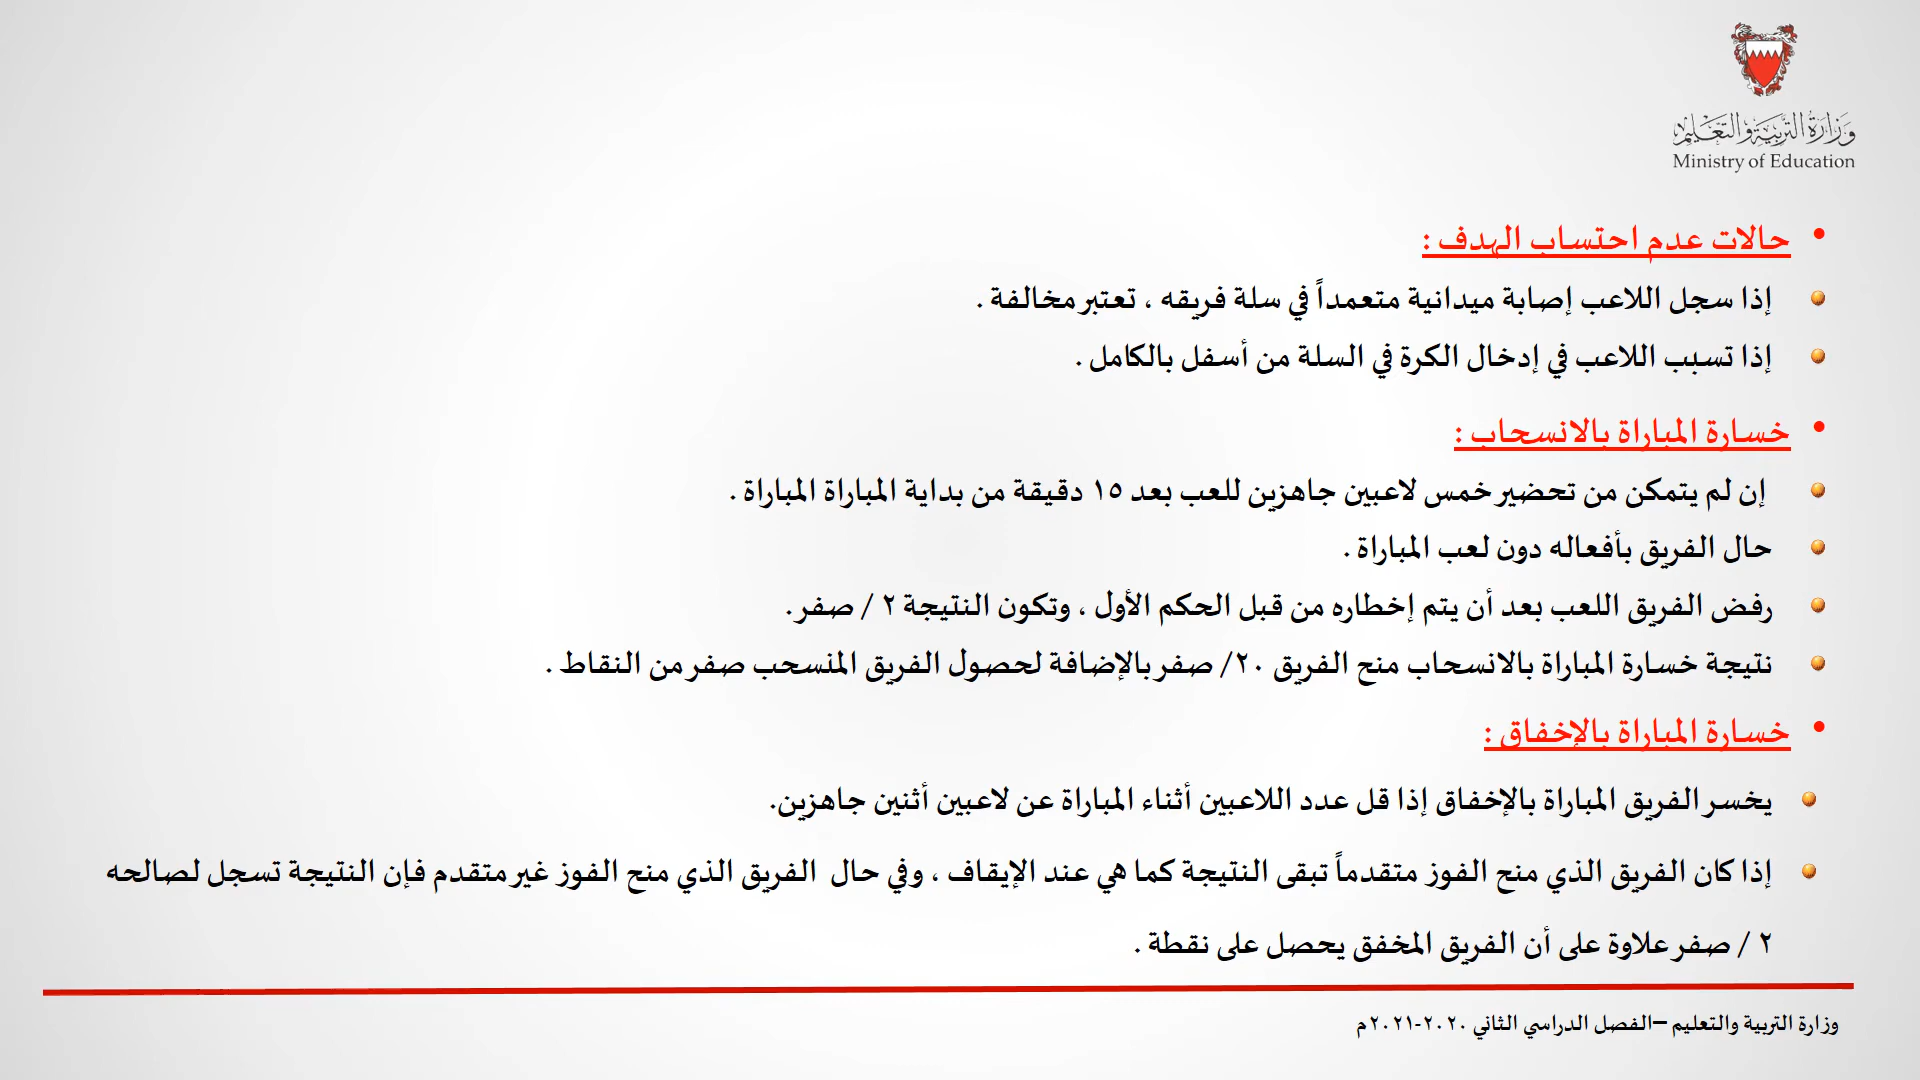 وزارة التربية والتعليم
Ministry of Education
• حالات عدم احتساب الهدف :
إذا سجل اللاعب إصابة ميدانية متعمداً في سلة فريقه ، تعتبر مخالفة .
إذا تسبب اللاعب في إدخال الكرة في السلة من أسفل بالكامل .
• خسارة المباراة بالانسحاب :
إن لم يتمكن من تحضير خمس لاعبين جاهزين للعب بعد ١٥ دقيقة من بداية المباراة المباراة .
حال الفريق بأفعاله دون لعب المباراة .
رفض الفريق اللعب بعد أن يتم إخطاره من قبل الحكم الأول ، وتكون النتيجة ٢ / صفر .
نتيجة خسارة المباراة بالانسحاب منح الفريق ٢٠/ صفر بالإضافة لحصول الفريق المنسحب صفر من النقاط .
• خسارة المباراة بالإخفاق :
يخسر الفريق المباراة بالإخفاق إذا قل عدد اللاعبين أثناء المباراة عن لاعبين أثنين جاهزين.
إذا كان الفريق الذي منح الفوز متقدماً تبقى النتيجة كما هي عند الإيقاف ، وفي حال الفريق الذي منح الفوز غير متقدم فإن النتيجة تسجل لصالحه
٢ / صفر علاوة على أن الفريق المخفق يحصل على نقطة .
وزارة التربية والتعليم –الفصل الدراسي الثاني ٢٠٢٠-٢٠٢١م